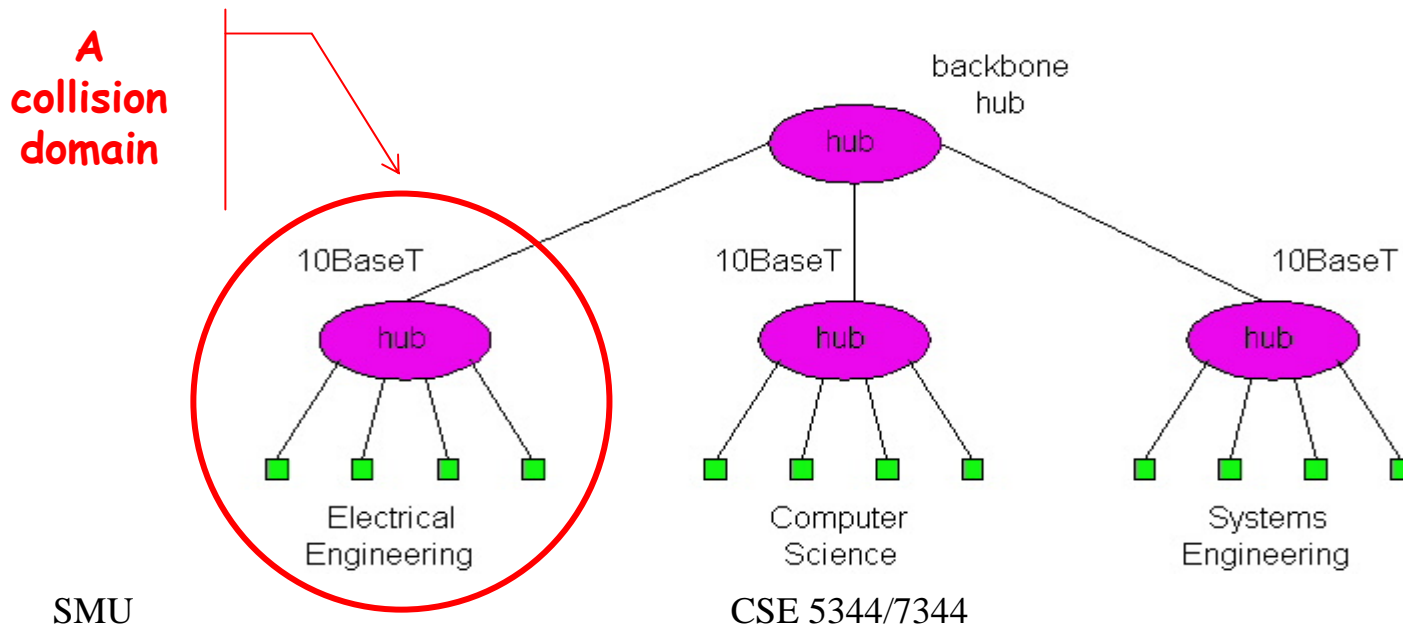 A
collision
domain
backbone
hub
hub
10BaseT
10BaseT
10BaseT
hub
hub
hub
Electrical
Engineering
Computer
Science
Systems
Engineering
SMU
CSE 5344/7344